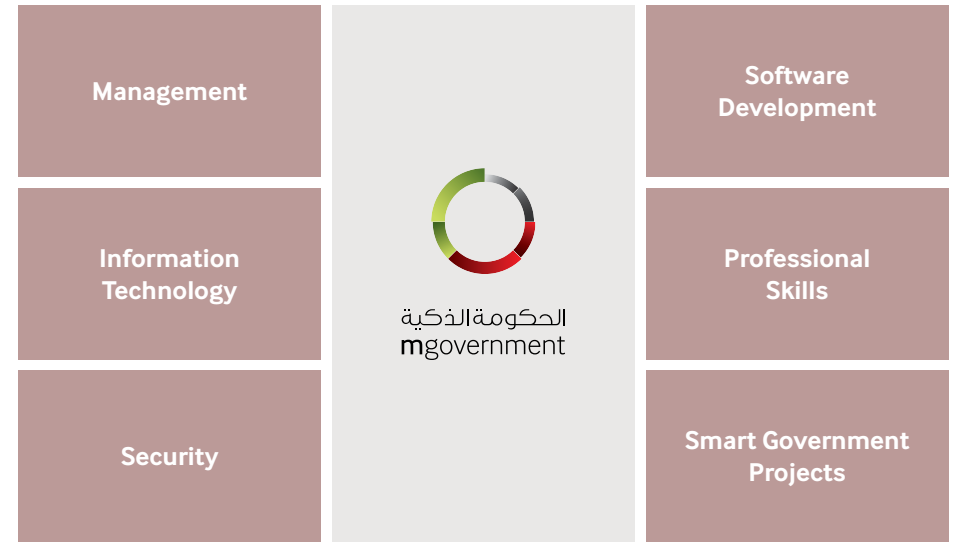 Management
Information
Technology
Security
الحكومة الذكية
mgovernment
Software
Development
Professional
Skills
Smart Government
Projects